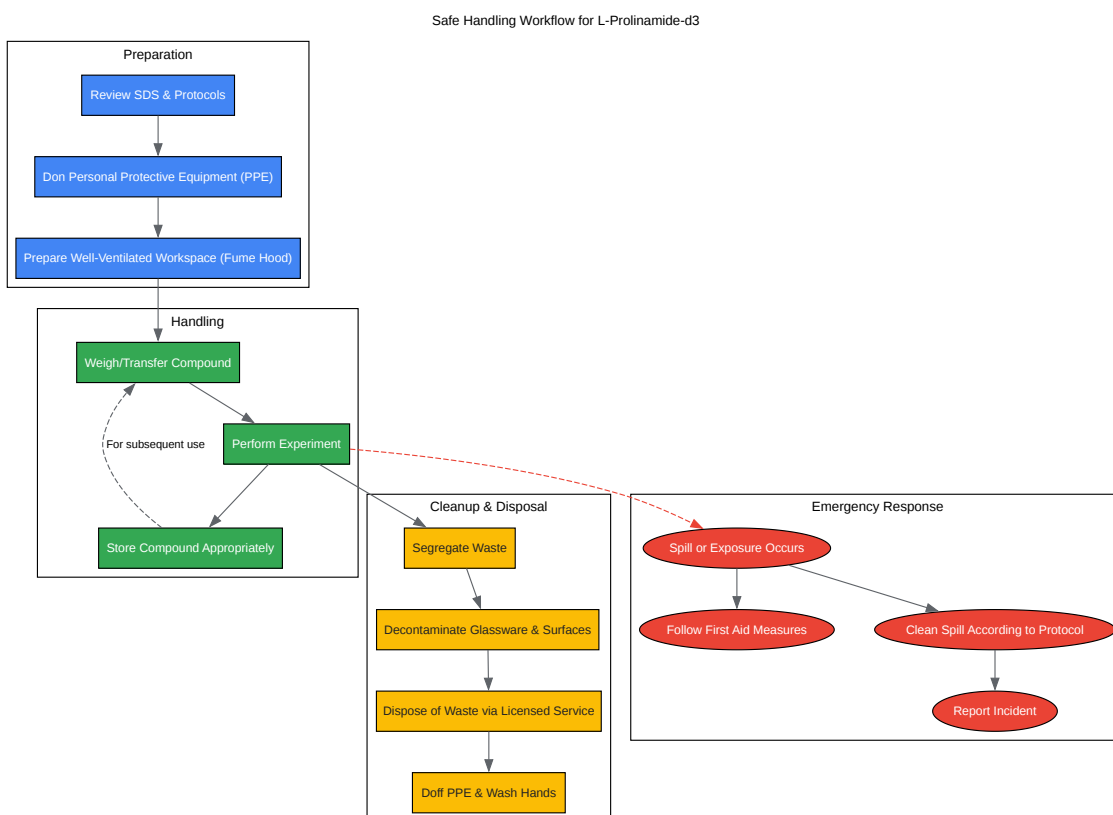 Safe Handling Workflow for L-Prolinamide-d3
Preparation
Review SDS & Protocols
Don Personal Protective Equipment (PPE)
Prepare Well-Ventilated Workspace (Fume Hood)
Handling
Weigh/Transfer Compound
For subsequent use
Perform Experiment
Store Compound Appropriately
Cleanup & Disposal
Segregate Waste
Decontaminate Glassware & Surfaces
Dispose of Waste via Licensed Service
Doff PPE & Wash Hands
Emergency Response
Spill or Exposure Occurs
Follow First Aid Measures
Clean Spill According to Protocol
Report Incident